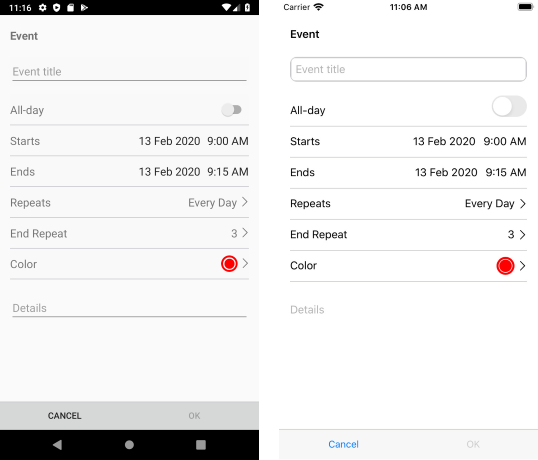 11:16
Event
Event title
All-day
Starts 13 Feb 2020 9:00 AM
Ends 13 Feb 2020 9:15 AM
Repeats Every Day
End Repeat 3
Color
Details
CANCEL OK
Carrier 11:06 AM
Event
Event title
All-day
Starts 13 Feb 2020 9:00 AM
Ends 13 Feb 2020 9:15 AM
Repeats Every Day
End Repeat 3
Color
Details
Cancel OK